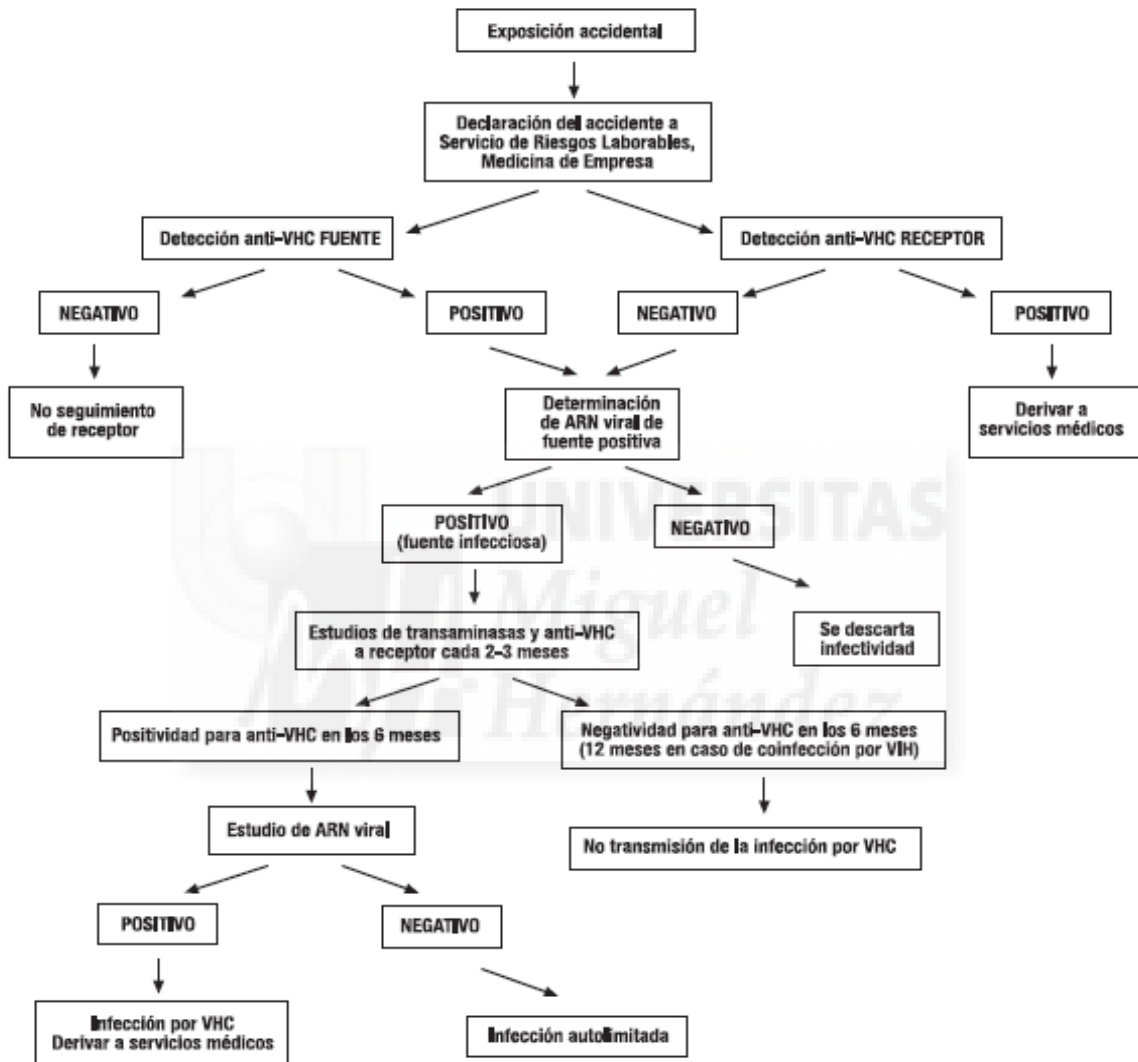 Exposición accidental
Declaración del accidente a
Servicio de Riesgos Laborables,
Medicina de Empresa
Detección anti-VHC FUENTE
Detección anti-VHC RECEPTOR
NEGATIVO
POSITIVO
NEGATIVO
POSITIVO
No seguimiento
de receptor
Determinación
de ARN viral de
fuente positiva
Derivar a
servicios médicos
UNIVERSITAS
Miguel
Hernández
POSITIVO
(fuente infecciosa)
NEGATIVO
Estudios de transaminasas y anti-VHC
a receptor cada 2-3 meses
Se descarta
infectividad
Positividad para anti-VHC en los 6 meses
Negatividad para anti-VHC en los 6 meses
(12 meses en caso de coinfección por VIH)
Estudio de ARN viral
No transmisión de la infección por VHC
POSITIVO
NEGATIVO
Infección por VHC
Derivar a servicios médicos
Infección autolimitada